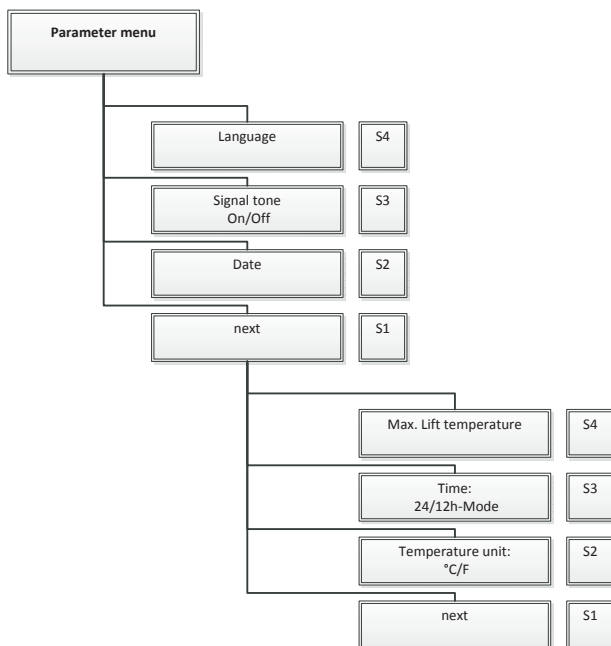 Parameter menu
Language
S4
Signal tone
On/Off
S3
Date
S2
next
S1
Max. Lift temperature
S4
Time:
24/12h-Mode
S3
Temperature unit:
°C/F
S2
next
S1